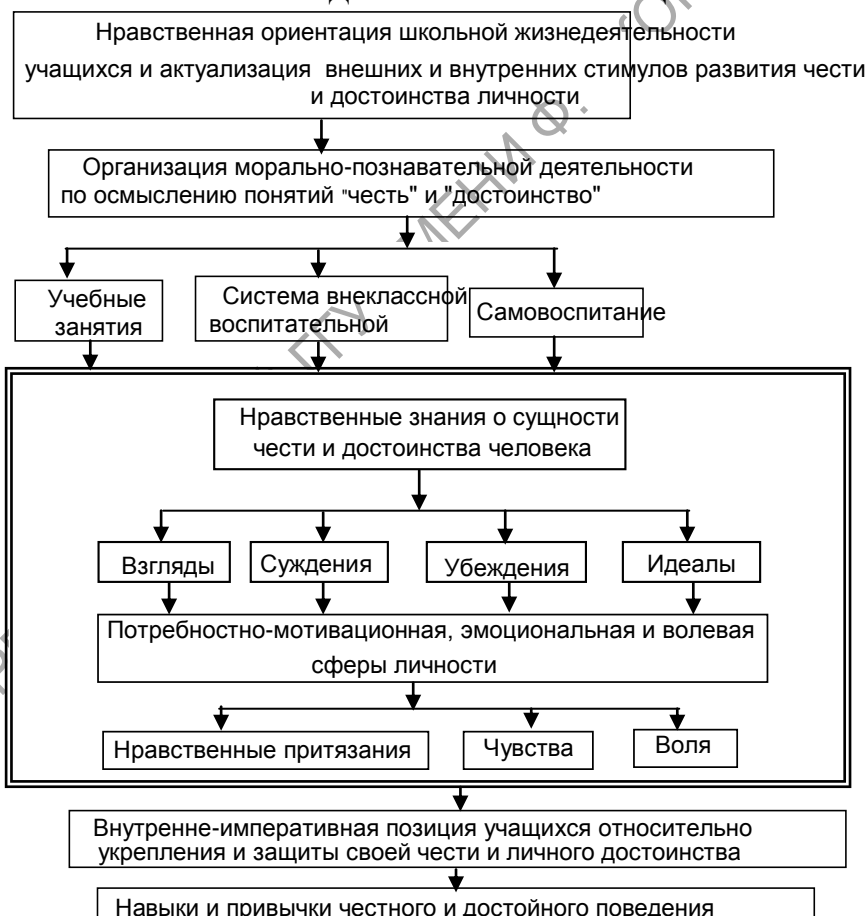 Нравственная ориентация школьной жизнедеятельности
учащихся и актуализация внешних и внутренних стимулов развития чести
и достоинства личности
Организация морально-познавательной деятельности
по осмыслению понятий "честь" и "достоинство"
Учебные
занятия
Система внеклассной
воспитательной
Самовоспитание
Нравственные знания о сущности
чести и достоинства человека
Взгляды
Суждения
Убеждения
Идеалы
Потребностно-мотивационная, эмоциональная и волевая
сферы личности
Нравственные притязания
Чувства
Воля
Внутренне-императивная позиция учащихся относительно
укрепления и защиты своей чести и личного достоинства
Навыки и привычки честного и достойного поведения